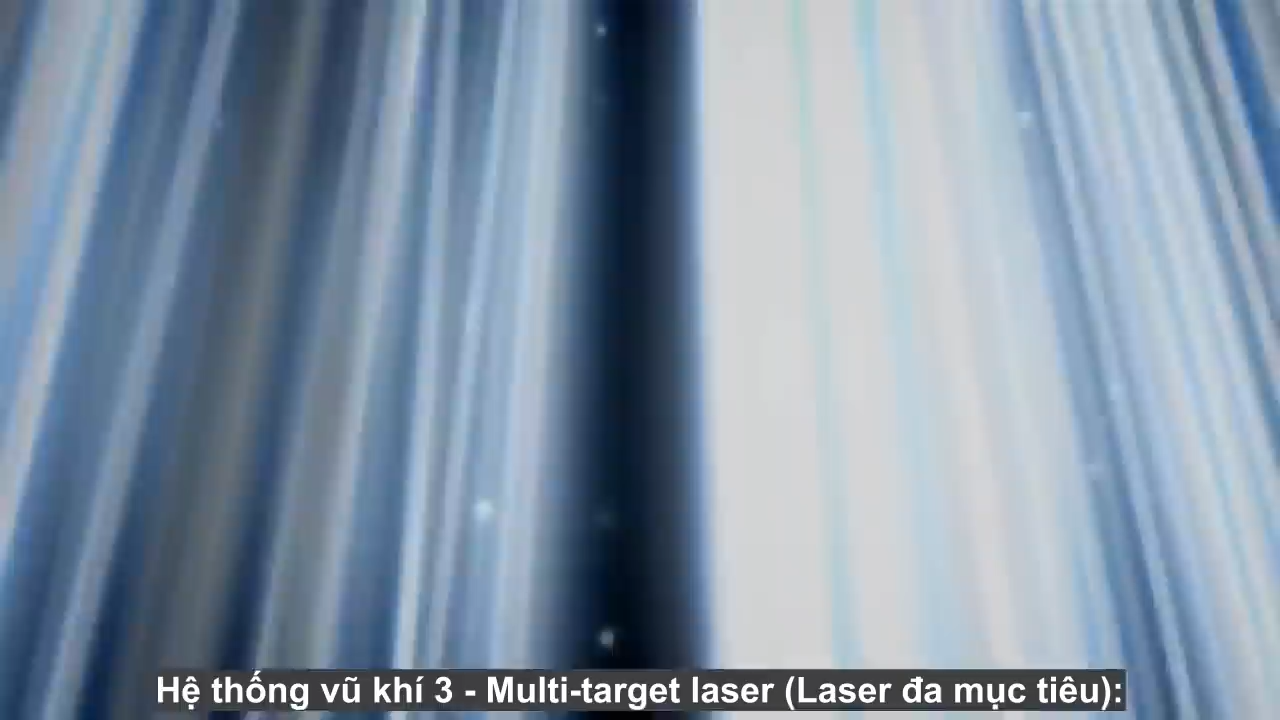 Hệ thống vũ khí 3 - Multi-target laser (Laser đa mục tiêu):